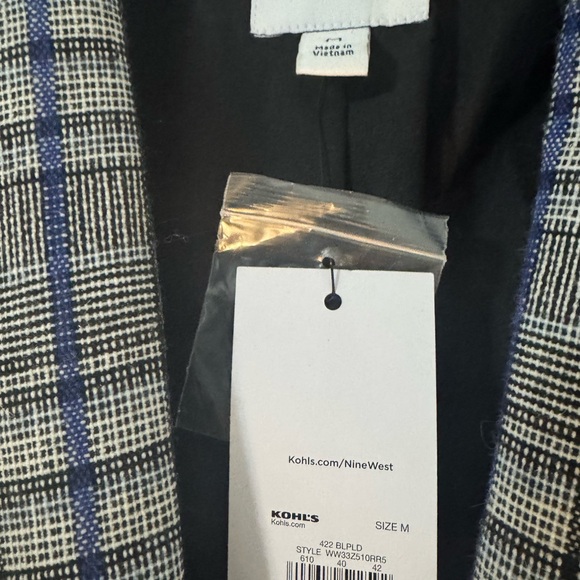 Made in
Vietnam
Kohls.com/NineWest
KOHL'S
Kohls.com
SIZE M
422 BLPLD
STYLE WW33Z510RR5
610 40 42